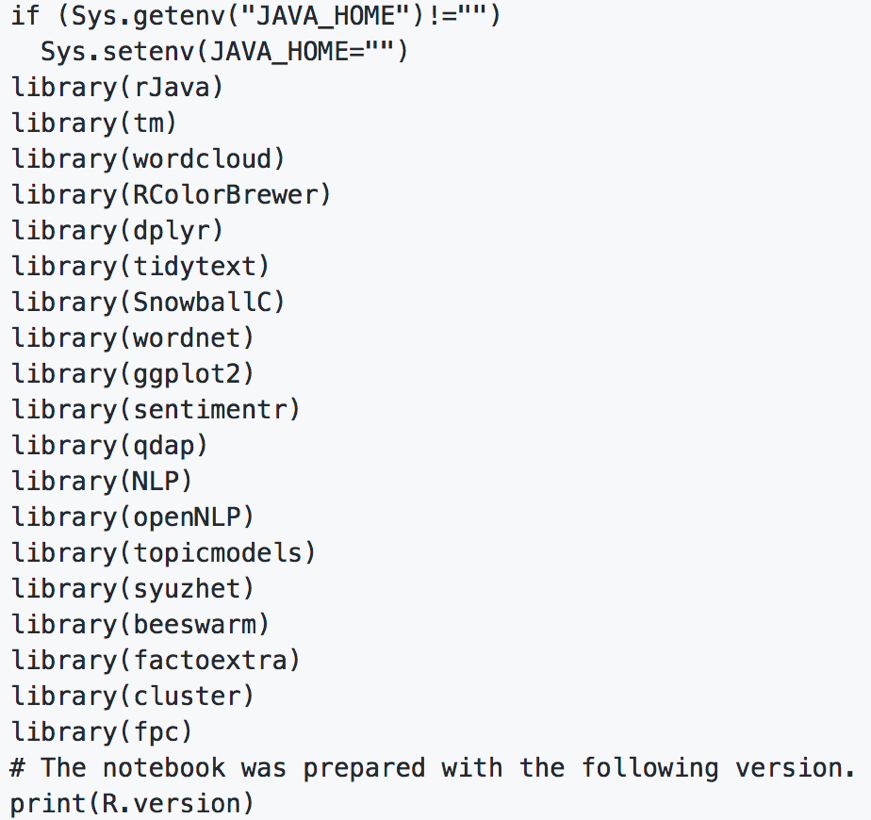 if (Sys.getenv("JAVA_HOME")!="")
  Sys.setenv(JAVA_HOME="")
library(rJava)
library(tm)
library(wordcloud)
library(RColorBrewer)
library(dplyr)
library(tidytext)
library(SnowballC)
library(wordnet)
library(ggplot2)
library(sentimentr)
library(qdap)
library(NLP)
library(openNLP)
library(topicmodels)
library(syuzhet)
library(beeswarm)
library(factoextra)
library(cluster)
library(fpc)
# The notebook was prepared with the following version.
print(R.version)